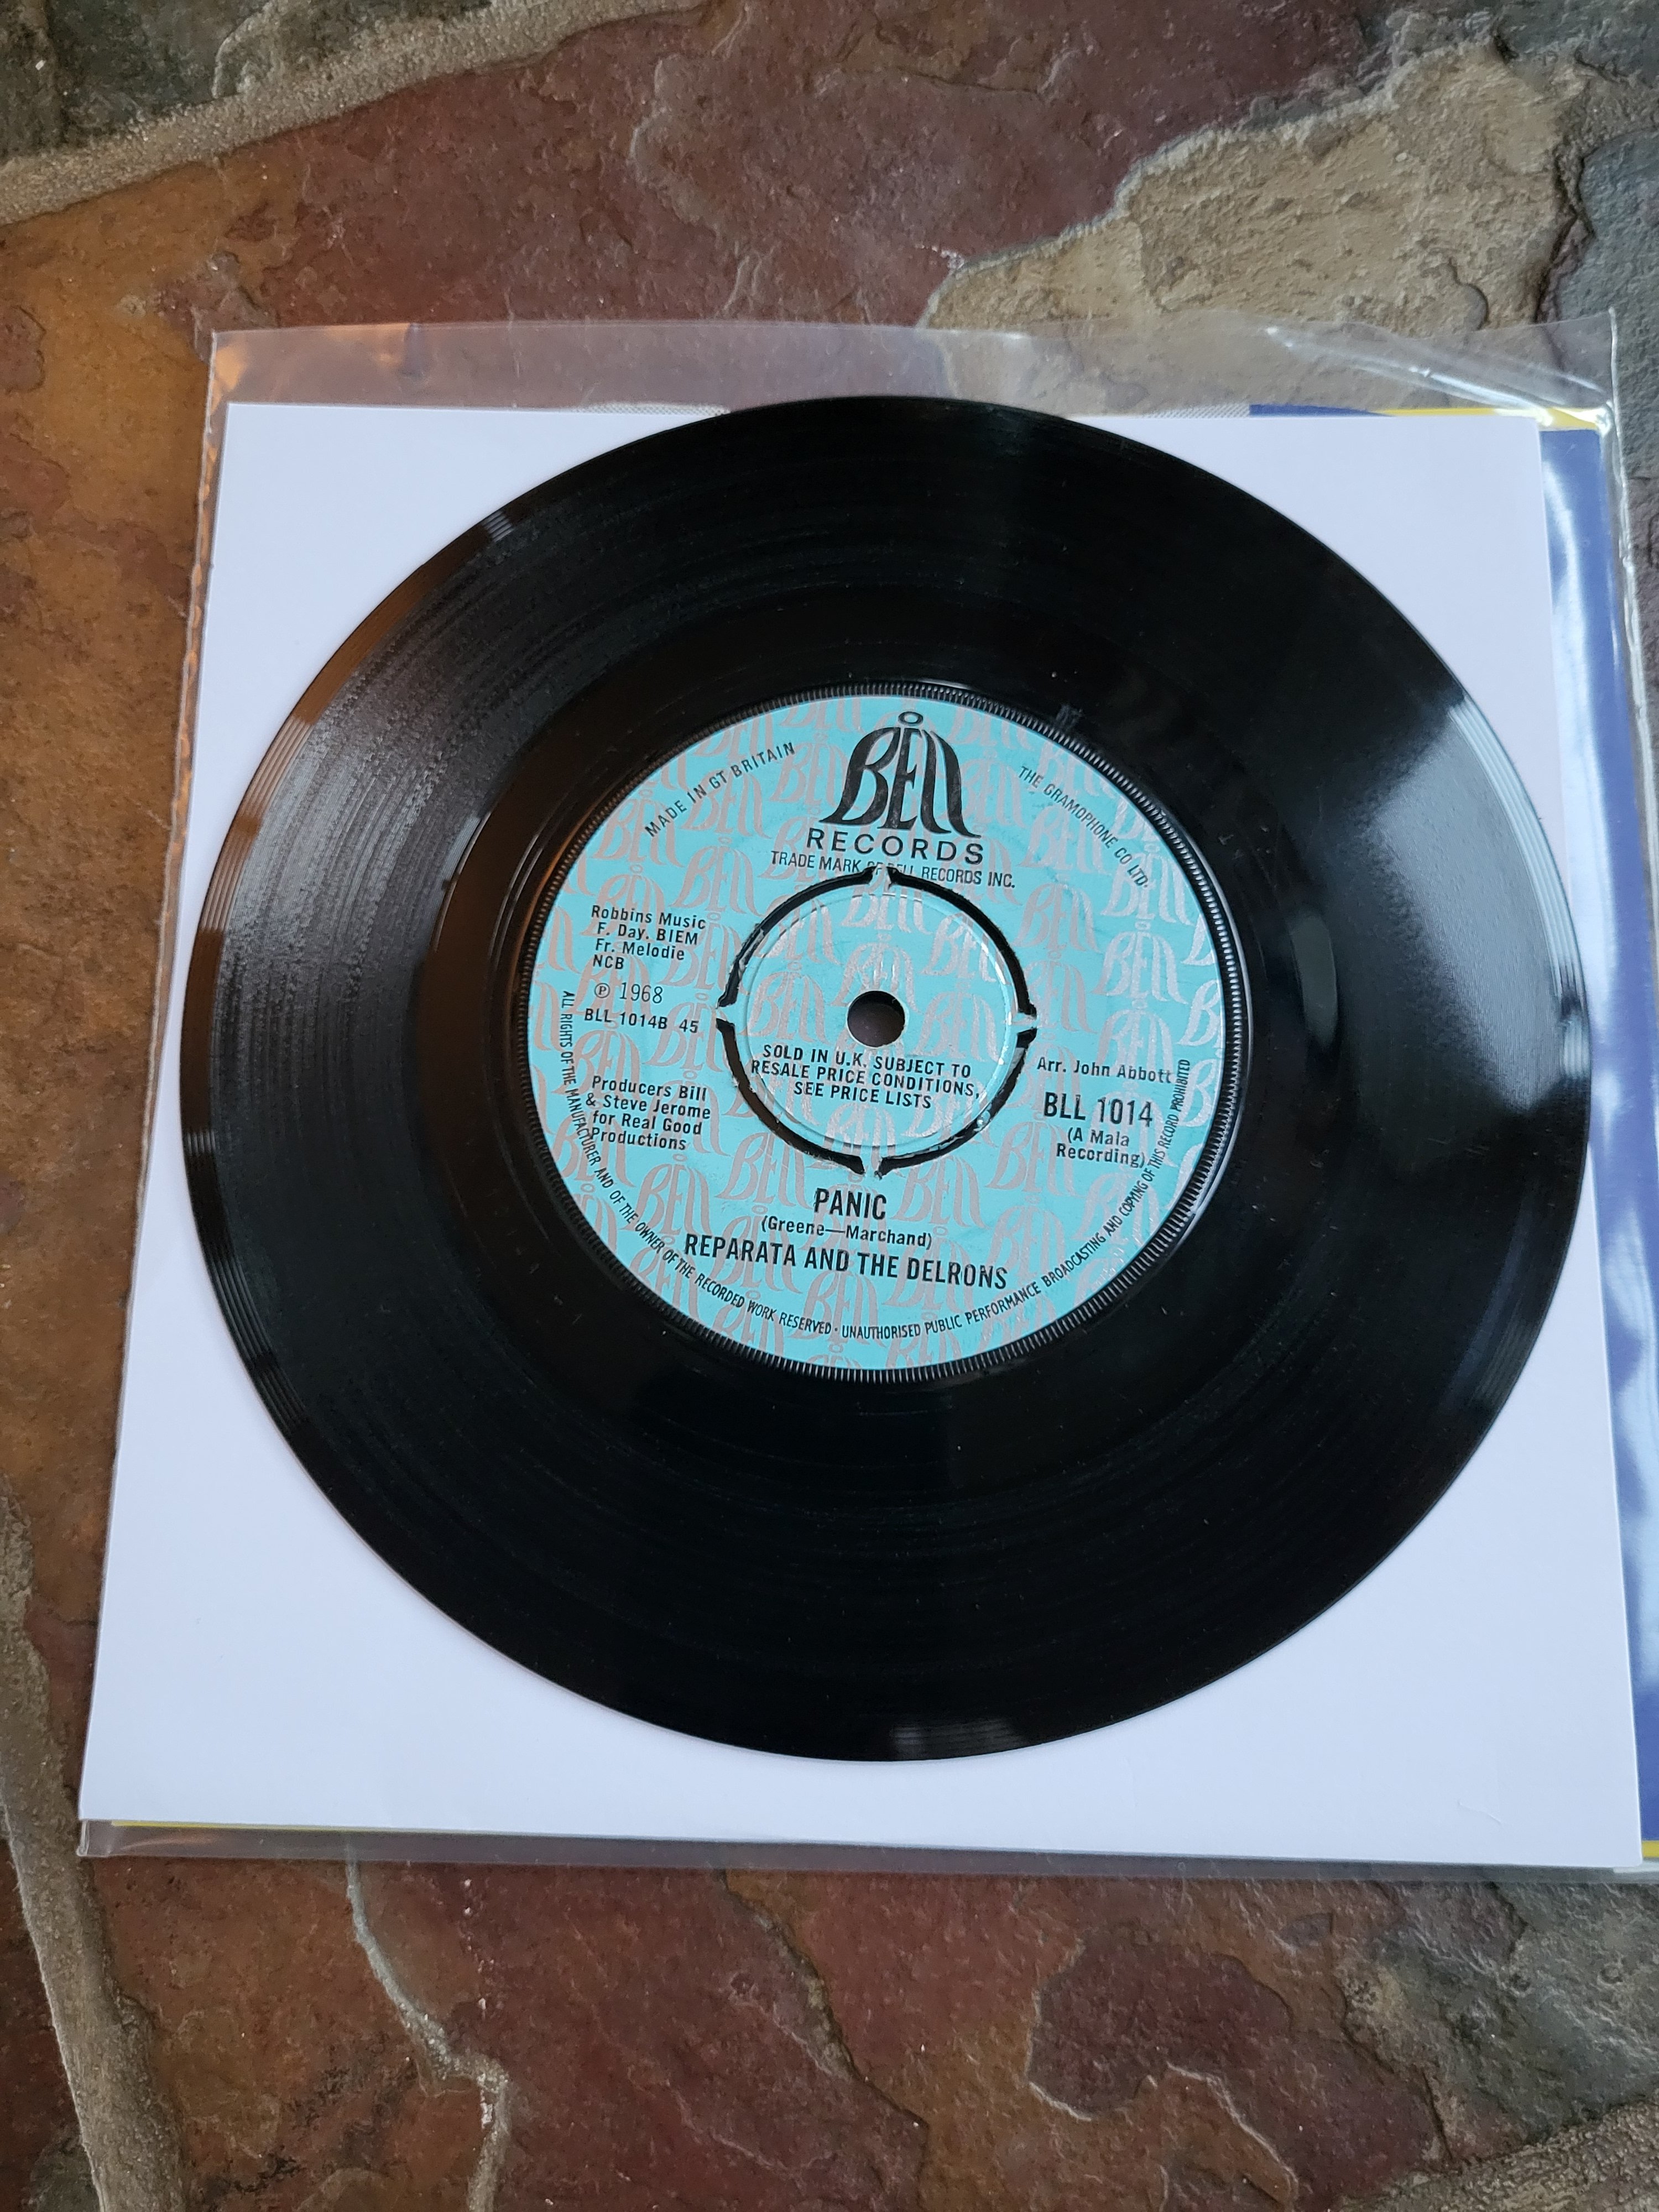 BELL
RECORDS
TRADE MARK OF BELL RECORDS INC.
MADE IN GT BRITAIN
THE GRAMOPHONE CO LTD.
Robbins Music
F. Day. BIEM
Fr. Melodie
NCB
℗ 1968
BLL 1014B 45
Producers Bill
& Steve Jerome
for Real Good
Productions
SOLD IN U.K. SUBJECT TO
RESALE PRICE CONDITIONS,
SEE PRICE LISTS
Arr. John Abbott
BLL 1014
(A Mala
Recording)
PANIC
(Greene—Marchand)
REPARATA AND THE DELRONS
ALL RIGHTS OF THE MANUFACTURER AND OF THE OWNER OF THE RECORDED WORK RESERVED · UNAUTHORISED PUBLIC PERFORMANCE BROADCASTING AND COPYING OF THIS RECORD PROHIBITED